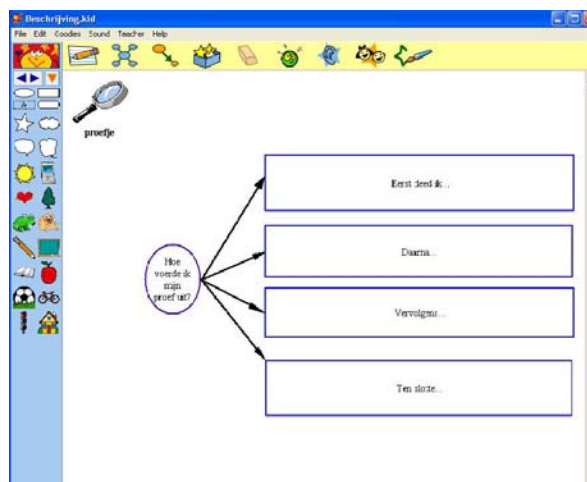 Beschrijving.kid
File Edit Goodies Sound Teacher Help
A
proefje
Eerst deed ik...
Daarna...
Hoe
voerde ik
mijn
proef uit?
Vervolgens...
Ten slotte...